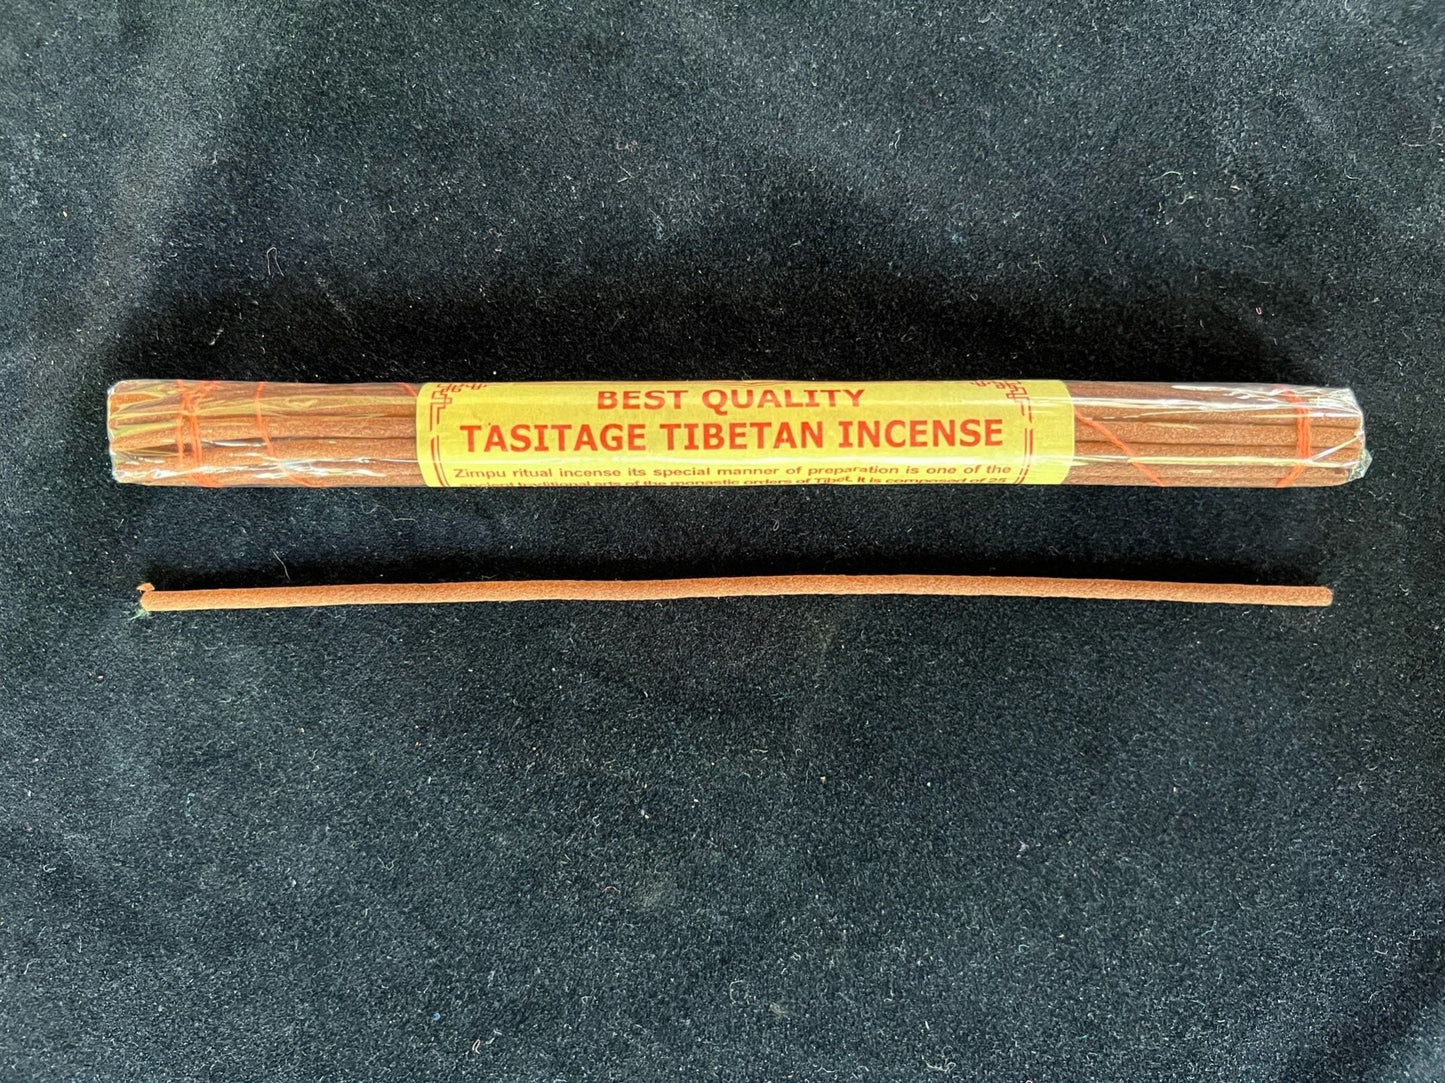 BEST QUALITY
TASITAGE TIBETAN INCENSE
Zimpu ritual incense its special manner of preparation is one of the
ancient traditional arts of the monastic orders of Tibet. It is composed of 25